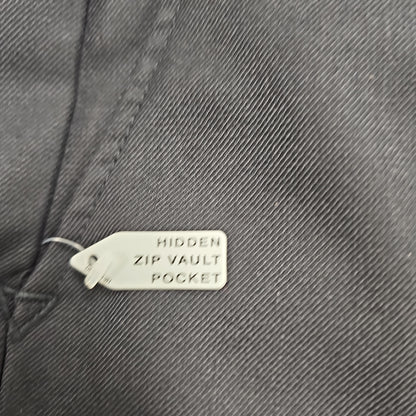 HIDDEN
ZIP VAULT
POCKET